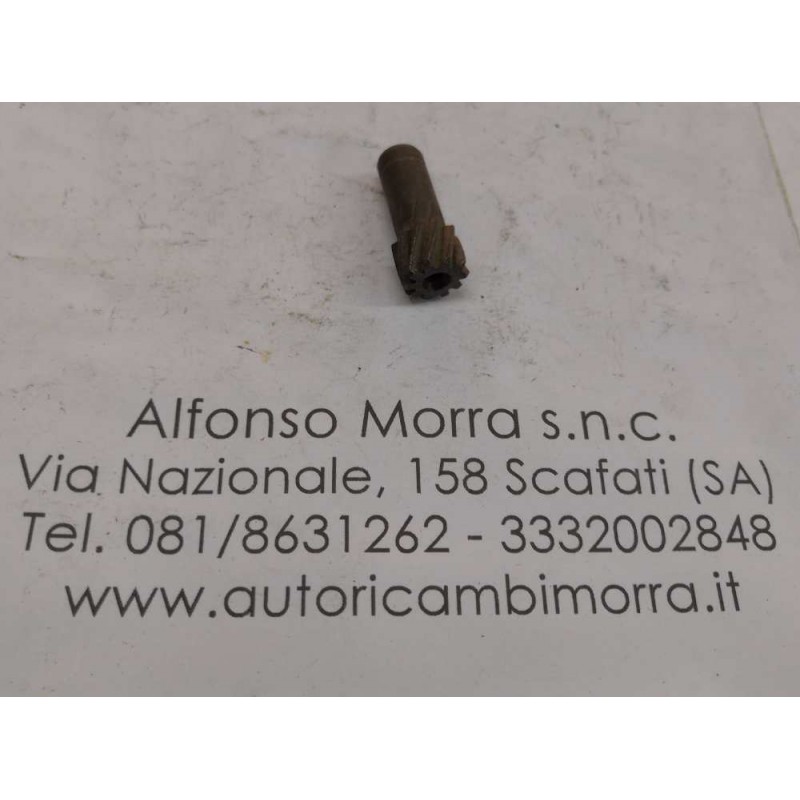 Alfonso Morra s.n.c.
Via Nazionale, 158 Scafati (SA)
Tel. 081/8631262 - 3332002848
www.autoricambimorra.it